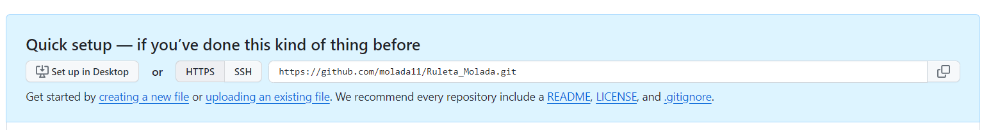 Quick setup — if you’ve done this kind of thing before
Set up in Desktop or HTTPS SSH https://github.com/molada11/Ruleta_Molada.git
Get started by creating a new file or uploading an existing file. We recommend every repository include a README, LICENSE, and .gitignore.